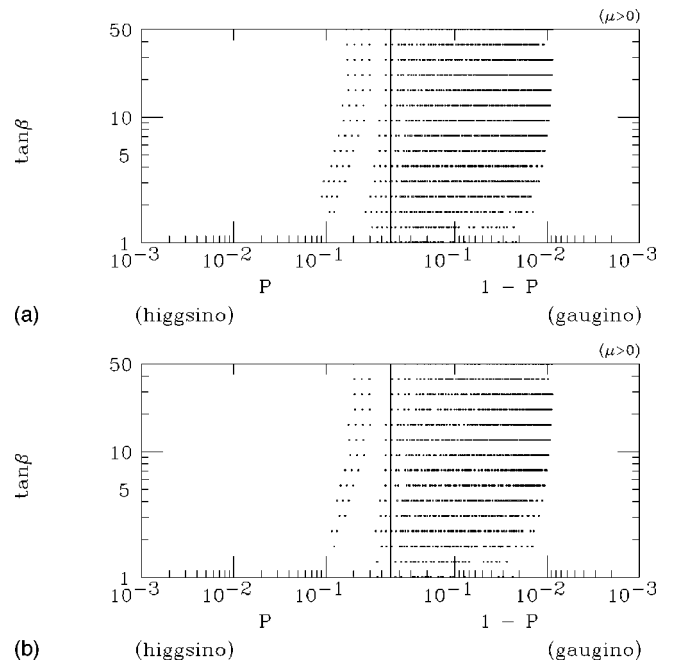 (μ>0)
50
10
5
1
tanβ
10⁻³ 10⁻² 10⁻¹ 10⁻¹ 10⁻² 10⁻³
P 1 − P
(a) (higgsino) (gaugino)
(μ>0)
50
10
5
1
tanβ
10⁻³ 10⁻² 10⁻¹ 10⁻¹ 10⁻² 10⁻³
P 1 − P
(b) (higgsino) (gaugino)